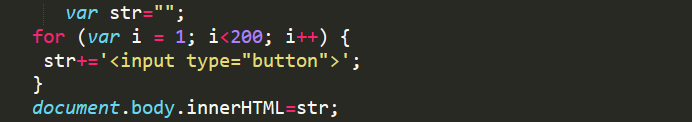 var str="";
for (var i = 1; i<200; i++) {
str+='<input type="button">';
}
document.body.innerHTML=str;